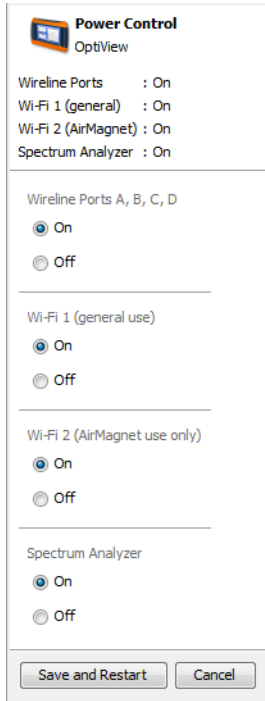 Power Control
OptiView
Wireline Ports : On
Wi-Fi 1 (general) : On
Wi-Fi 2 (AirMagnet) : On
Spectrum Analyzer : On
Wireline Ports A, B, C, D
On
Off
Wi-Fi 1 (general use)
On
Off
Wi-Fi 2 (AirMagnet use only)
On
Off
Spectrum Analyzer
On
Off
Save and Restart Cancel